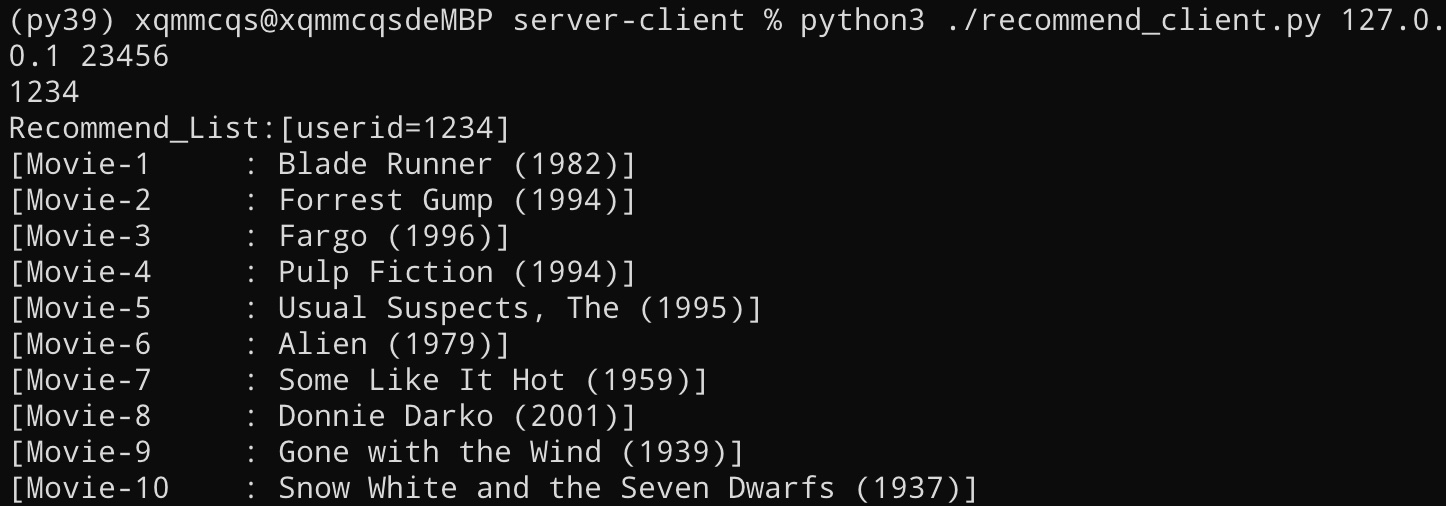 (py39) xqmmcqs@xqmmcqsdeMBP server-client % python3 ./recommend_client.py 127.0.
0.1 23456
1234
Recommend_List:[userid=1234]
[Movie-1     : Blade Runner (1982)]
[Movie-2     : Forrest Gump (1994)]
[Movie-3     : Fargo (1996)]
[Movie-4     : Pulp Fiction (1994)]
[Movie-5     : Usual Suspects, The (1995)]
[Movie-6     : Alien (1979)]
[Movie-7     : Some Like It Hot (1959)]
[Movie-8     : Donnie Darko (2001)]
[Movie-9     : Gone with the Wind (1939)]
[Movie-10    : Snow White and the Seven Dwarfs (1937)]